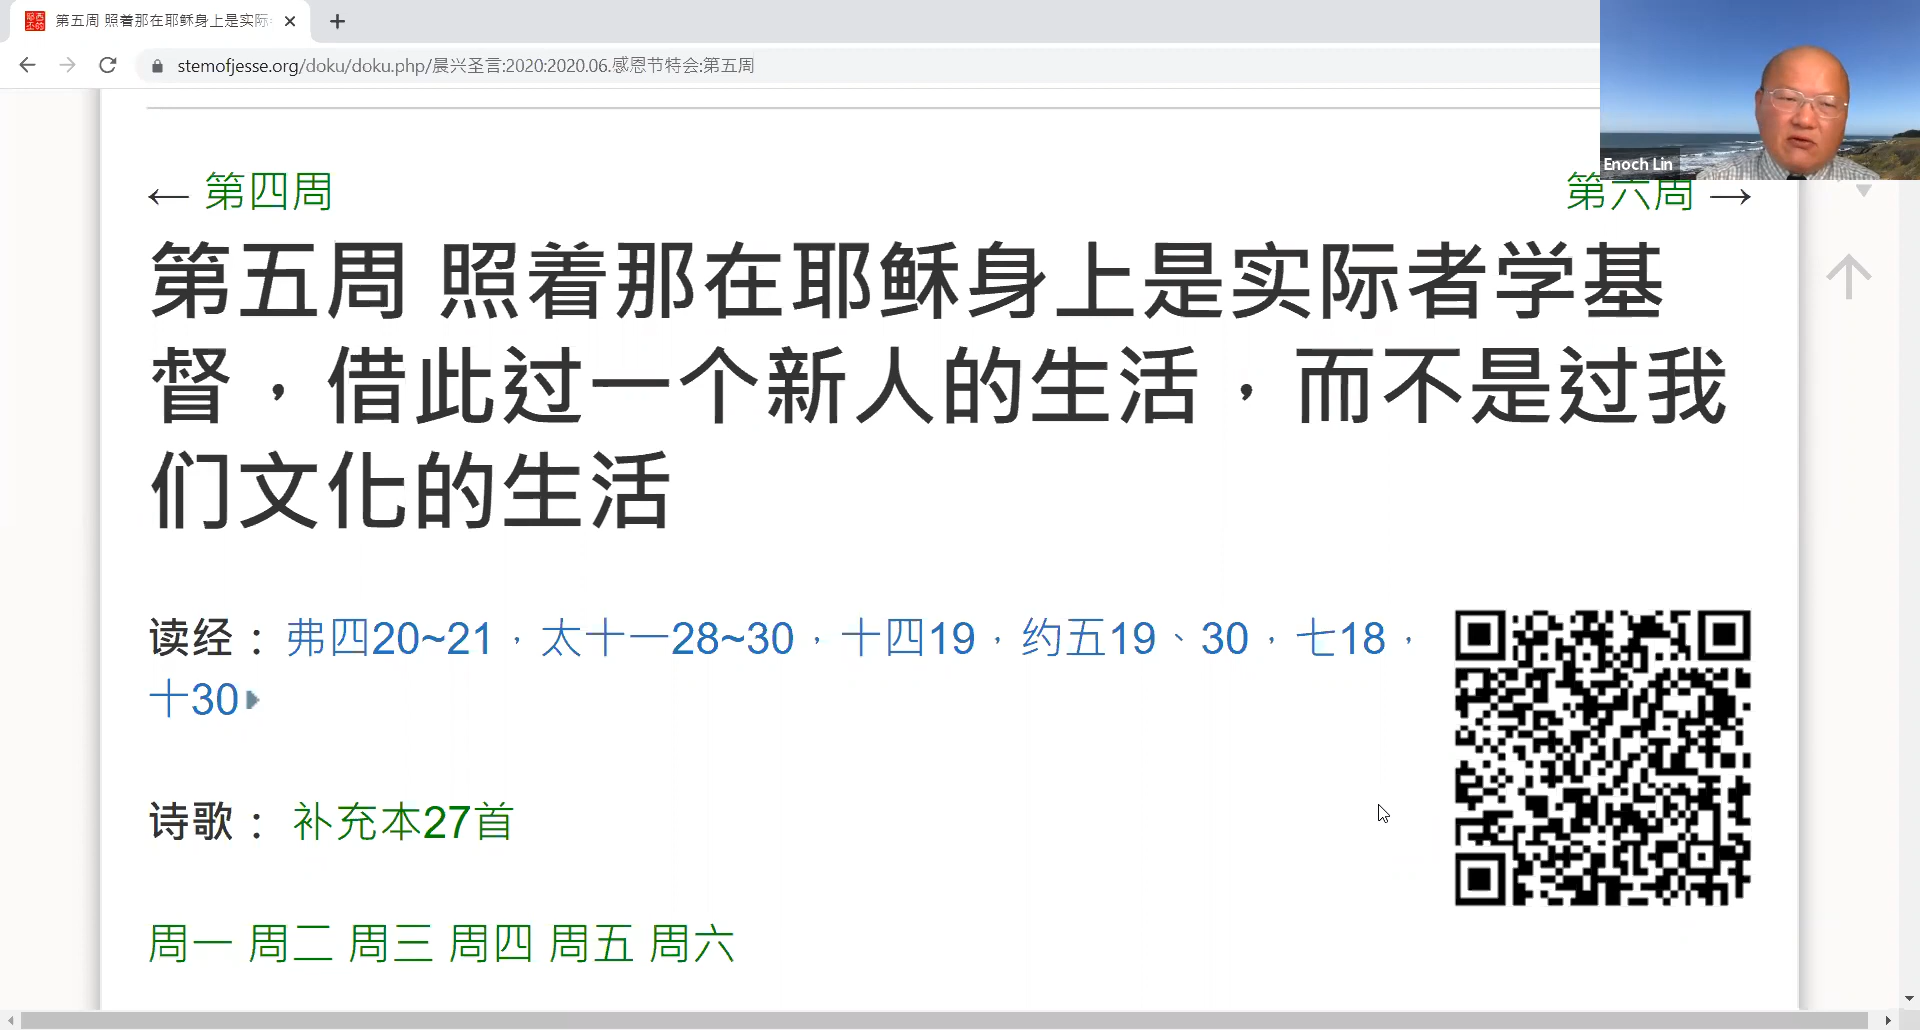 第五周 照着那在耶稣身上是实际
stemofjesse.org/doku/doku.php/晨兴圣言:2020:2020.06.感恩节特会:第五周
Enoch Lin
← 第四周
第六周 →
第五周 照着那在耶稣身上是实际者学基
督，借此过一个新人的生活，而不是过我
们文化的生活
读经： 弗四20~21，太十一28~30，十四19，约五19、30，七18，
十30
诗歌： 补充本27首
周一 周二 周三 周四 周五 周六